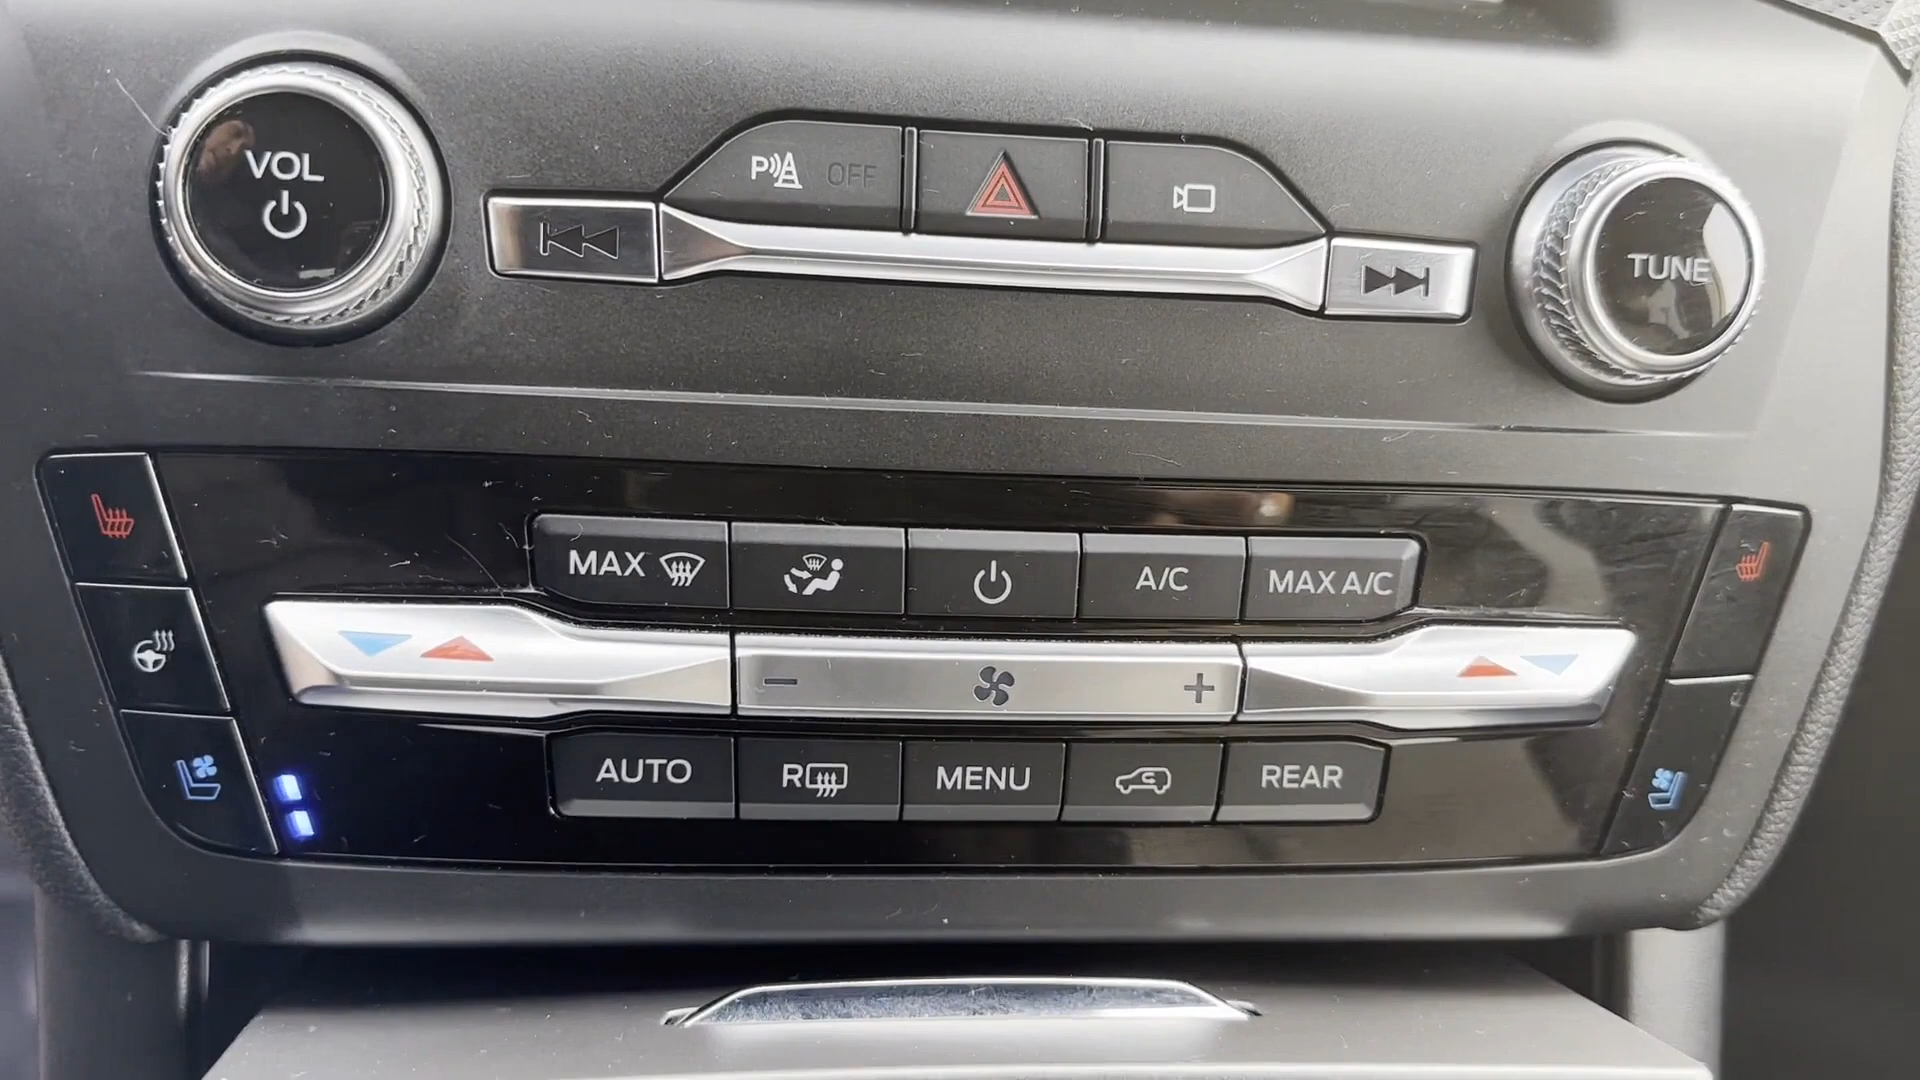 VOL
P OFF
TUNE
MAX
A/C
MAX A/C
- +
AUTO
R
MENU
REAR